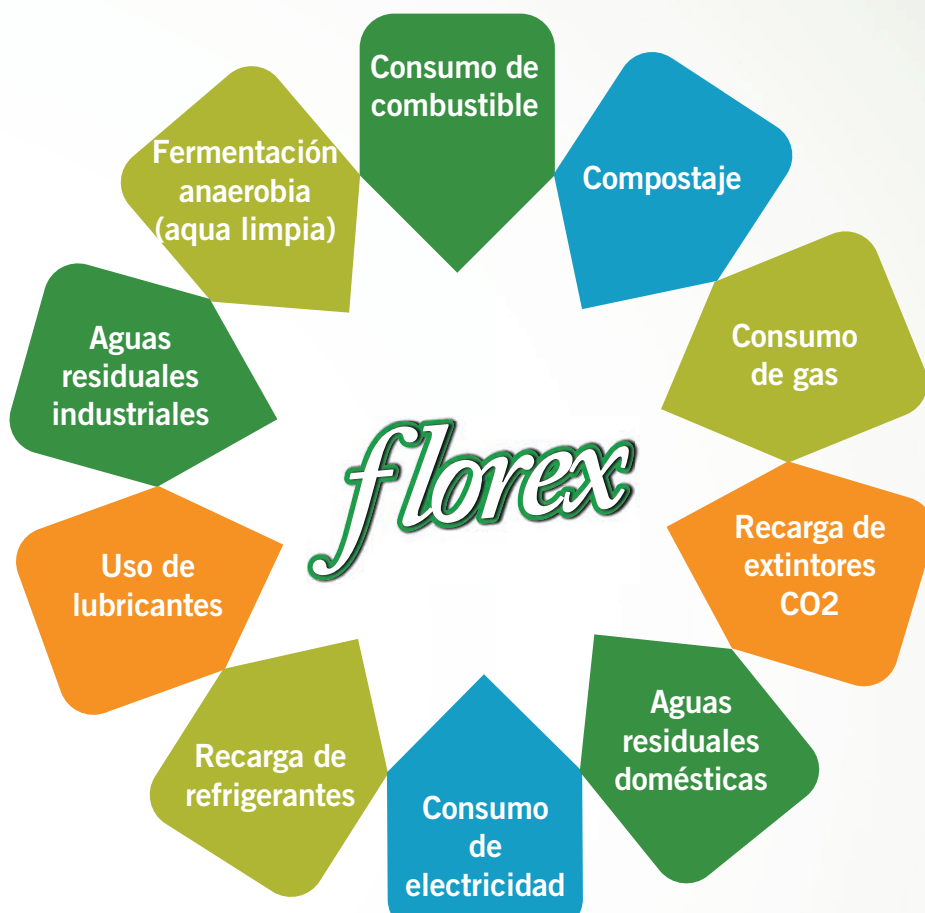 Consumo de
combustible
Compostaje
Consumo
de gas
Recarga de
extintores
CO2
Aguas
residuales
domésticas
Consumo
de
electricidad
Recarga de
refrigerantes
Uso de
lubricantes
Aguas
residuales
industriales
Fermentación
anaerobia
(aqua limpia)
florex